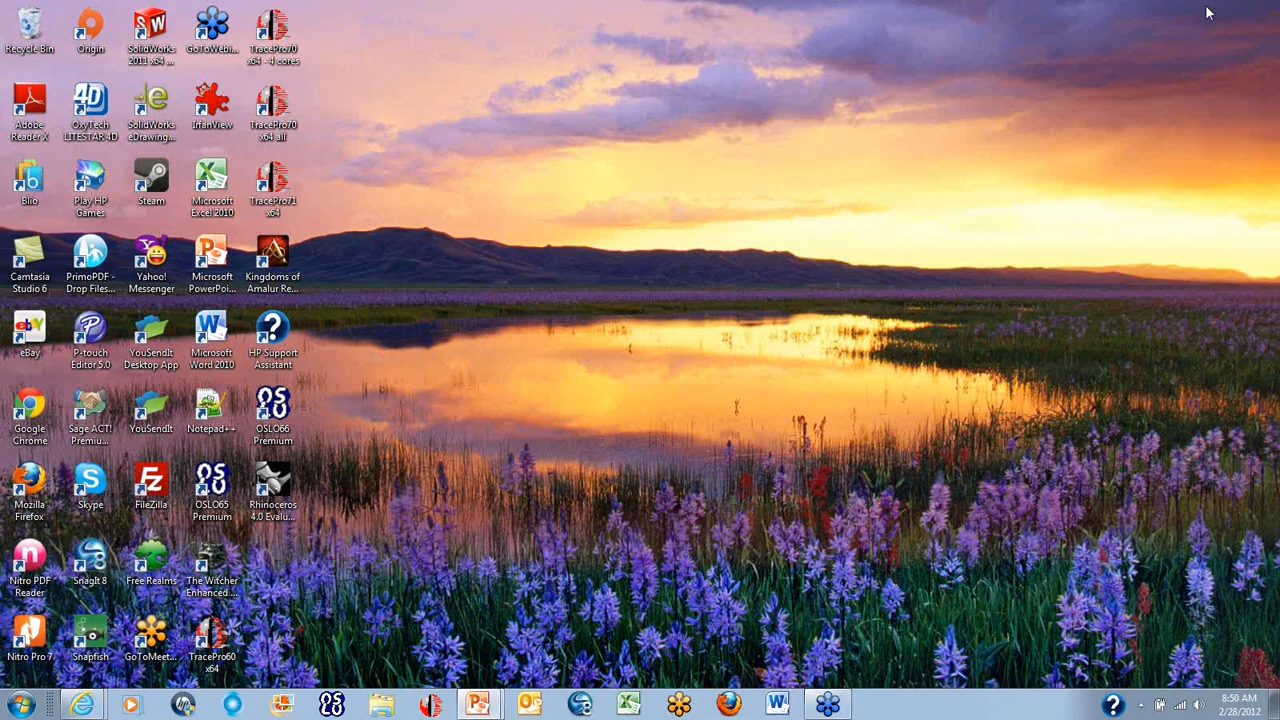 Recycle Bin
Origin
SolidWorks
2011 x64 ...
GoToWebi...
TracePro70
x64 - 4 cores
Adobe
Reader X
OxyTech
LITESTAR 4D
SolidWorks
eDrawing...
IrfanView
TracePro70
x64 all
Blio
Play HP
Games
Steam
Microsoft
Excel 2010
TracePro71
x64
Camtasia
Studio 6
PrimoPDF -
Drop Files...
Yahoo!
Messenger
Microsoft
PowerPoi...
Kingdoms of
Amalur Re...
eBay
P-touch
Editor 5.0
YouSendIt
Desktop App
Microsoft
Word 2010
HP Support
Assistant
Google
Chrome
Sage ACT!
Premiu...
YouSendIt
Notepad++
OSLO66
Premium
Mozilla
Firefox
Skype
FileZilla
OSLO65
Premium
Rhinoceros
4.0 Evalu...
Nitro PDF
Reader
SnagIt 8
Free Realms
The Witcher
Enhanced ...
Nitro Pro 7
Snapfish
GoToMeet...
TracePro60
x64
8:50 AM
2/28/2012